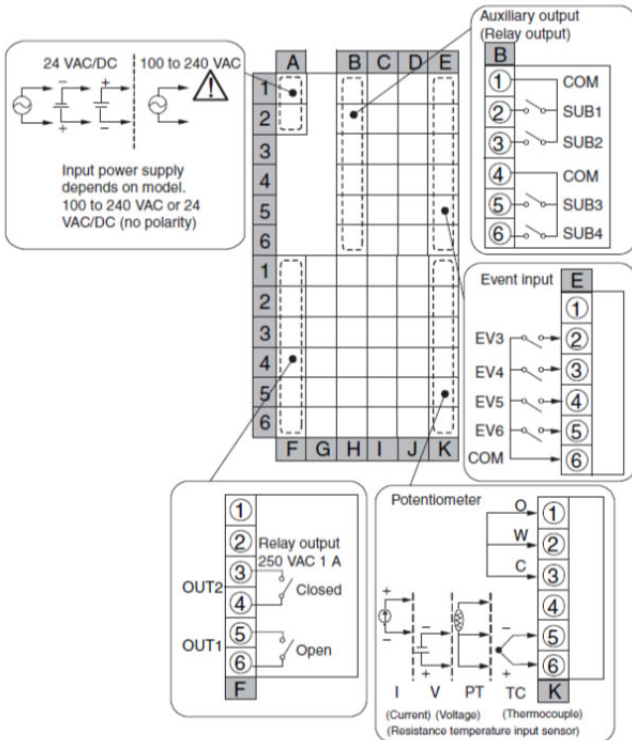 24 VAC/DC
100 to 240 VAC
Input power supply
depends on model.
100 to 240 VAC or 24
VAC/DC (no polarity)
A B C D E
1
2
3
4
5
6
1
2
3
4
5
6
F G H I J K
Auxiliary output
(Relay output)
B
1 COM
2 SUB1
3 SUB2
4 COM
5 SUB3
6 SUB4
Event input E
1
EV3 2
EV4 3
EV5 4
EV6 5
COM 6
1
2
Relay output
250 VAC 1 A
OUT2 3
4 Closed
OUT1 5
6 Open
F
Potentiometer
O 1
W 2
C 3
4
+ - 5
- + 6
- +
I V PT TC K
(Current) (Voltage) (Thermocouple)
(Resistance temperature input sensor)